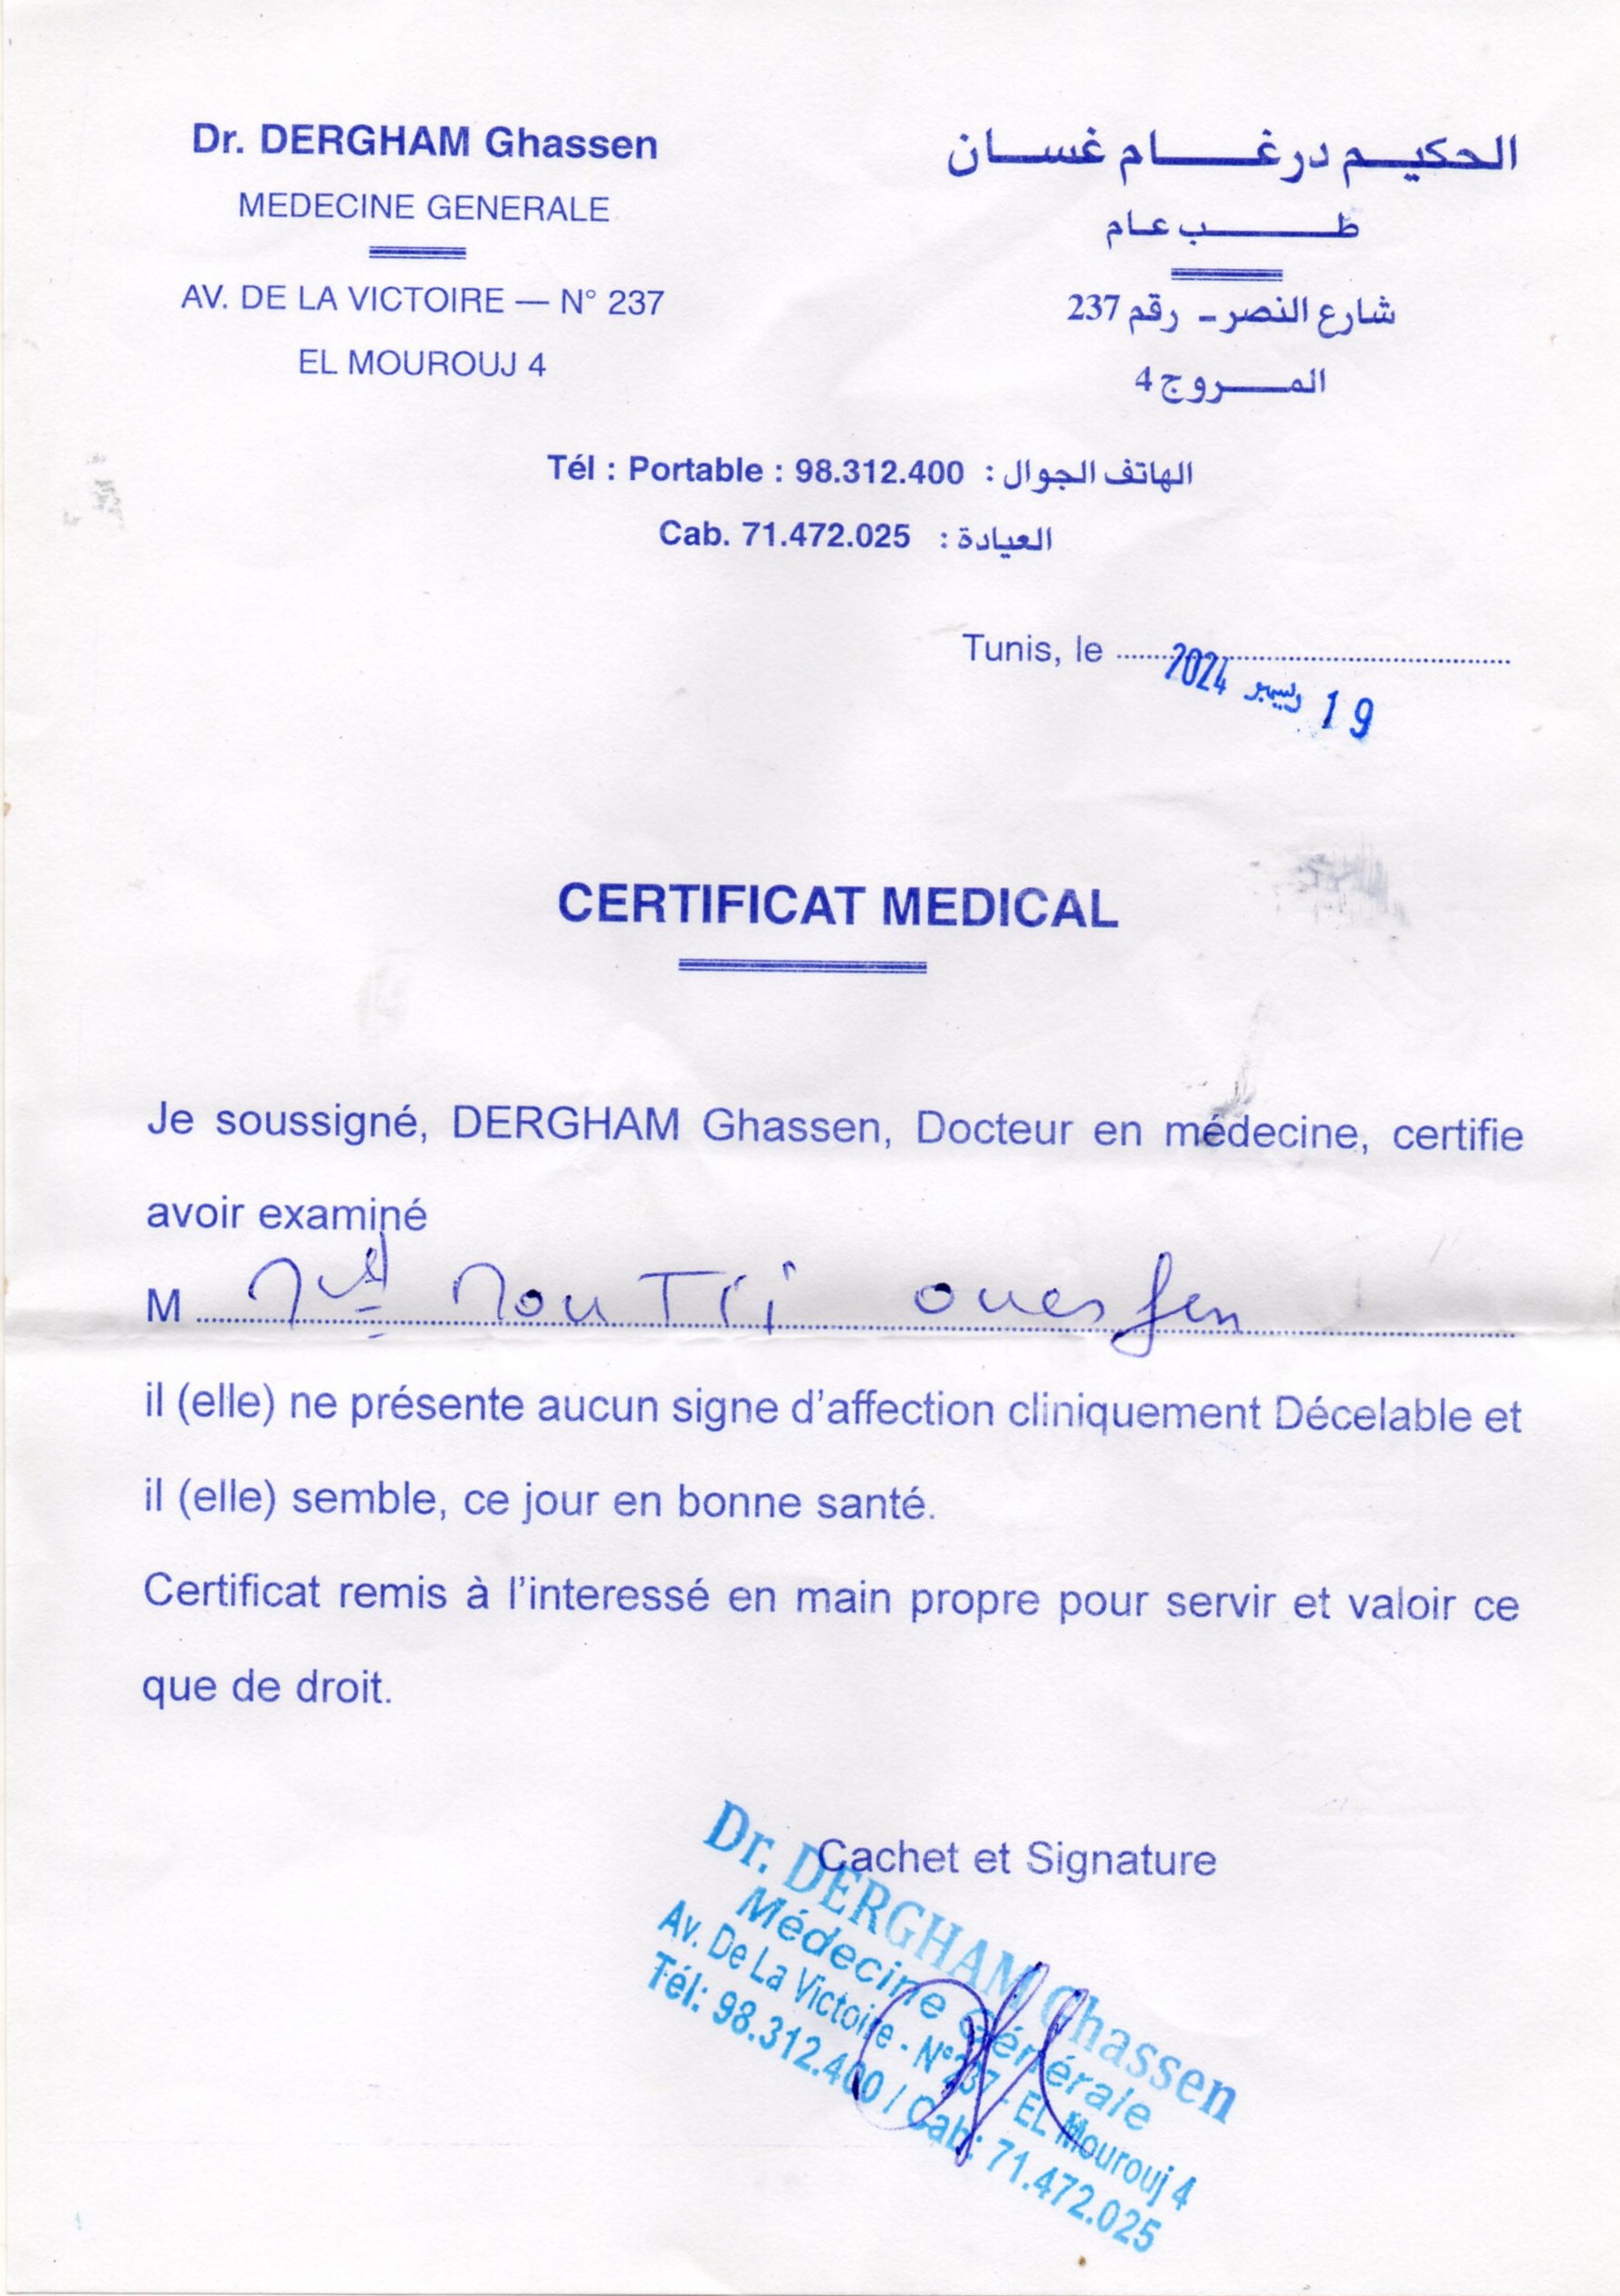 Dr. DERGHAM Ghassen
MEDECINE GENERALE
AV. DE LA VICTOIRE — N° 237
EL MOUROUJ 4
الحكيم درغام غسان
طب عام
شارع النصر - رقم 237
المروج 4
Tél : Portable : 98.312.400 : الهاتف الجوال
Cab. 71.472.025 : العيادة
Tunis, le
19 ديسمبر 2024
CERTIFICAT MEDICAL
Je soussigné, DERGHAM Ghassen, Docteur en médecine, certifie
avoir examiné
M
il (elle) ne présente aucun signe d'affection cliniquement Décelable et
il (elle) semble, ce jour en bonne santé.
Certificat remis à l'interessé en main propre pour servir et valoir ce
que de droit.
Cachet et Signature
Dr. DERGHAM Ghassen
Médecine Générale
Av. De La Victoire - N°237 - EL Mourouj 4
Tél: 98.312.400 / Cab: 71.472.025